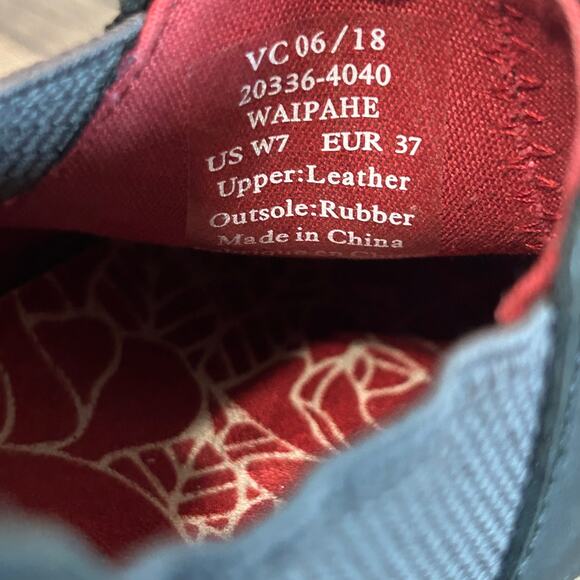 VC 06/18
20336-4040
WAIPAHE
US W7 EUR 37
Upper:Leather
Outsole:Rubber
Made in China